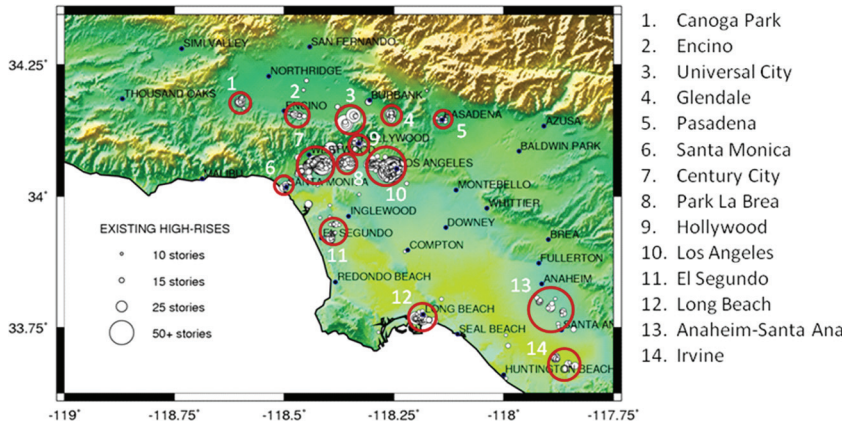 34.25
34
33.75
-119
-118.75
-118.5
-118.25
-118
-117.75
SIMI VALLEY
SAN FERNANDO
NORTHRIDGE
THOUSAND OAKS
BURBANK
ENCINO
PASADENA
AZUSA
BALDWIN PARK
LOS ANGELES
SANTA MONICA
MONTEBELLO
WHITTIER
INGLEWOOD
DOWNEY
EL SEGUNDO
COMPTON
BREA
FULLERTON
REDONDO BEACH
ANAHEIM
LONG BEACH
SANTA AN
SEAL BEACH
HUNTINGTON BEACH
1
2
3
4
5
6
7
8
9
10
11
12
13
14
EXISTING HIGH-RISES
10 stories
15 stories
25 stories
50+ stories
1. Canoga Park
2. Encino
3. Universal City
4. Glendale
5. Pasadena
6. Santa Monica
7. Century City
8. Park La Brea
9. Hollywood
10. Los Angeles
11. El Segundo
12. Long Beach
13. Anaheim-Santa Ana
14. Irvine